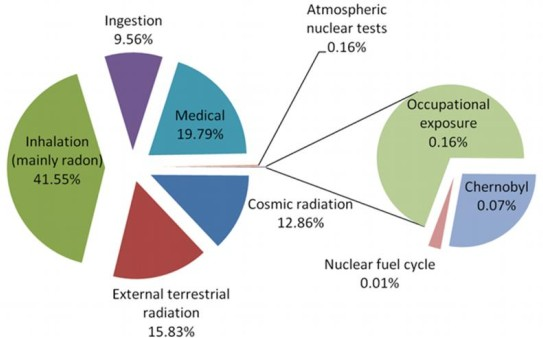 Ingestion
9.56%
Atmospheric
nuclear tests
0.16%
Medical
19.79%
Inhalation
(mainly radon)
41.55%
Occupational
exposure
0.16%
Chernobyl
0.07%
Cosmic radiation
12.86%
Nuclear fuel cycle
0.01%
External terrestrial
radiation
15.83%